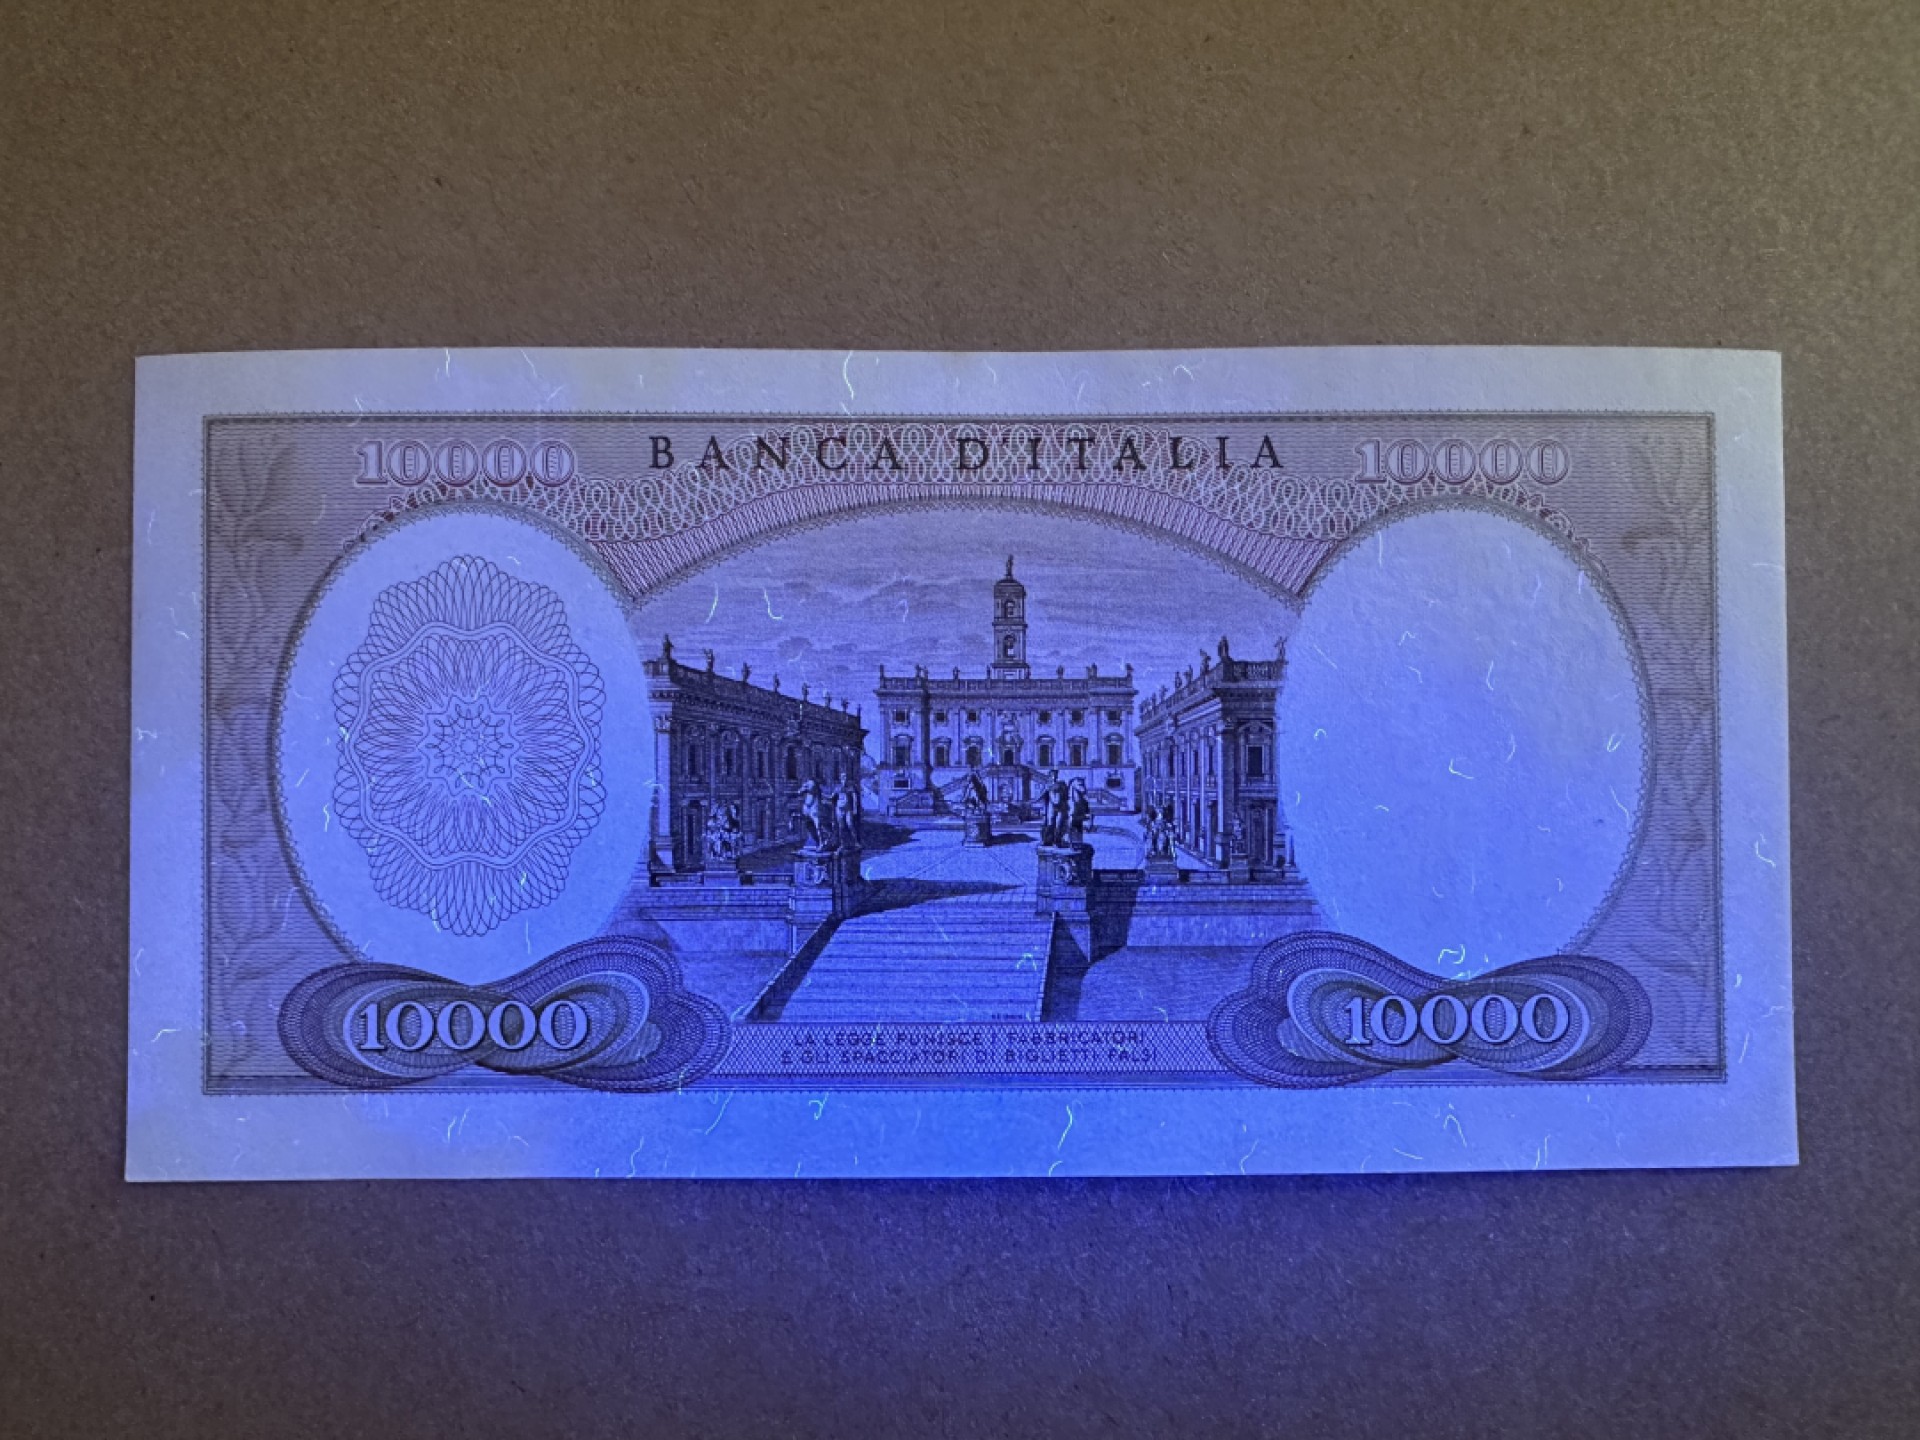 10000 BANCA D'ITALIA 10000
10000 10000
LA LEGGE PUNISCE I FABBRICATORI
E GLI SPACCIATORI DI BIGLIETTI FALSI